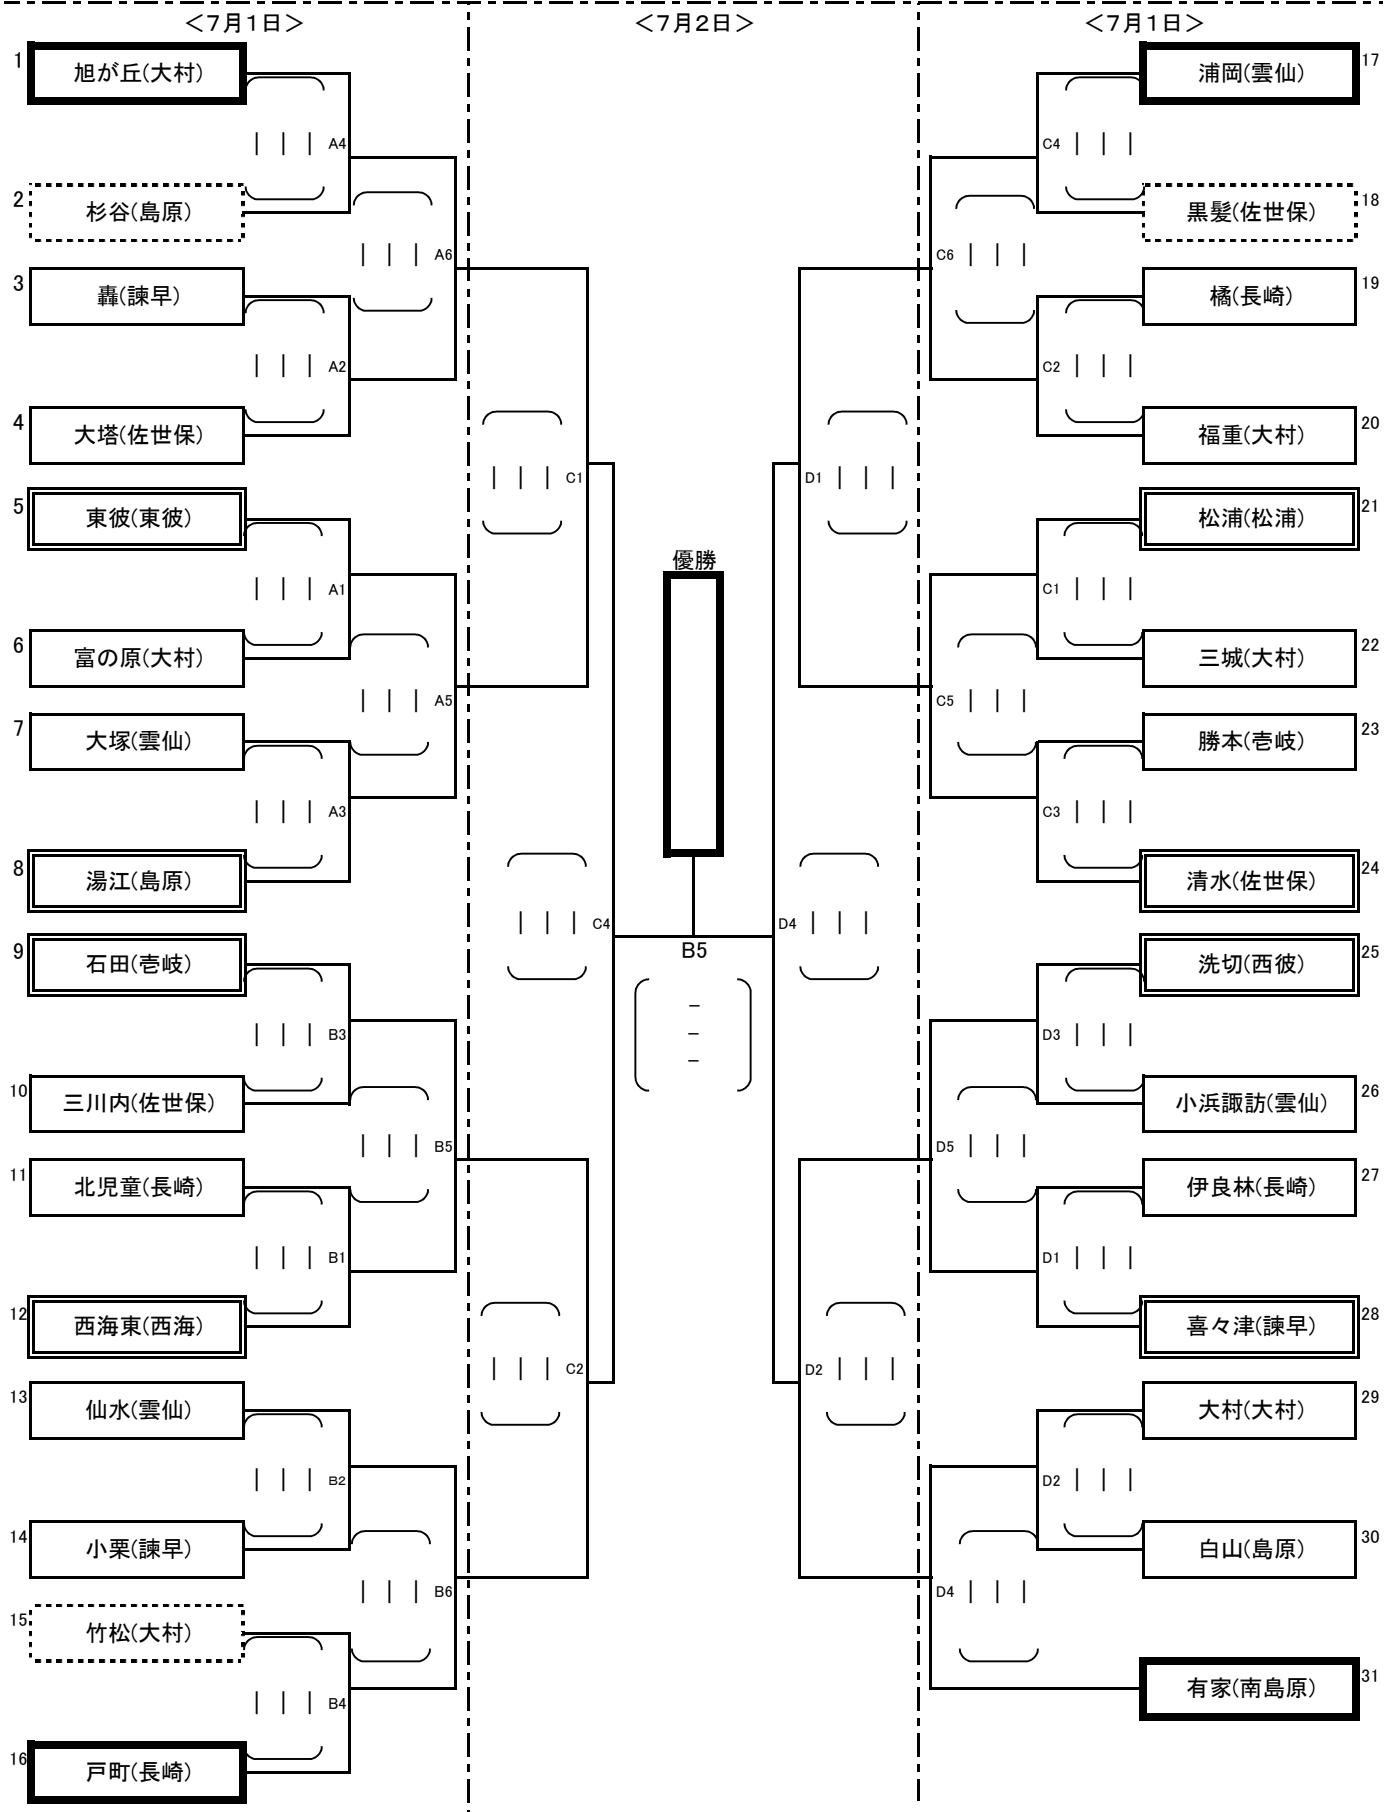 ＜7月1日＞
＜7月2日＞
＜7月1日＞
1
旭が丘(大村)
A4
2
杉谷(島原)
A6
3
轟(諫早)
A2
4
大塔(佐世保)
C1
5
東彼(東彼)
A1
6
富の原(大村)
A5
7
大塚(雲仙)
A3
8
湯江(島原)
C4
9
石田(壱岐)
B3
10
三川内(佐世保)
B5
11
北児童(長崎)
B1
12
西海東(西海)
C2
13
仙水(雲仙)
B2
14
小栗(諫早)
B6
15
竹松(大村)
B4
16
戸町(長崎)
優勝
B5
－
－
－
浦岡(雲仙)
17
C4
黒髪(佐世保)
18
C6
橘(長崎)
19
C2
福重(大村)
20
D1
松浦(松浦)
21
C1
三城(大村)
22
C5
勝本(壱岐)
23
C3
清水(佐世保)
24
D4
洗切(西彼)
25
D3
小浜諏訪(雲仙)
26
D5
伊良林(長崎)
27
D1
喜々津(諫早)
28
D2
大村(大村)
29
D2
白山(島原)
30
D4
有家(南島原)
31